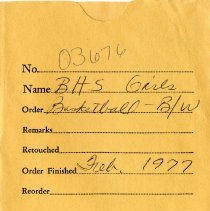 03676
No.
Name BHS Girls
Order Basketball - B/W
Remarks
Retouched
Order Finished Feb. 1977
Reorder